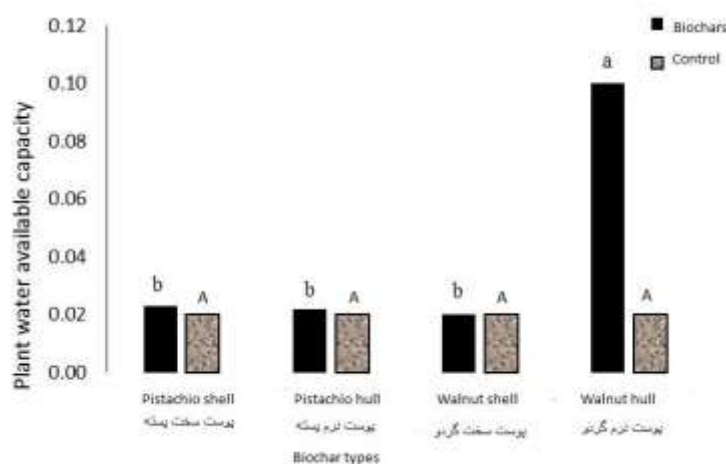 0.12
0.10
0.08
0.06
0.04
0.02
0.00
Plant water available capacity
Biochars
Control
b
A
b
A
b
A
a
A
Pistachio shell
Pistachio hull
Walnut shell
Walnut hull
پوست سخت پسته
پوست نرم پسته
پوست سخت گردو
پوست نرم گردو
Biochar types